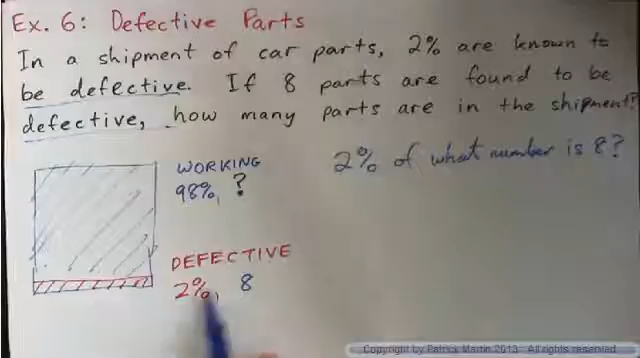 Ex. 6: Defective Parts
In a shipment of car parts, 2% are known to
be defective. If 8 parts are found to be
defective, how many parts are in the shipment?
2% of what number is 8?
WORKING
98%, ?
DEFECTIVE
2%, 8
Copyright by Patrick Martin 2013 . All rights reserved.